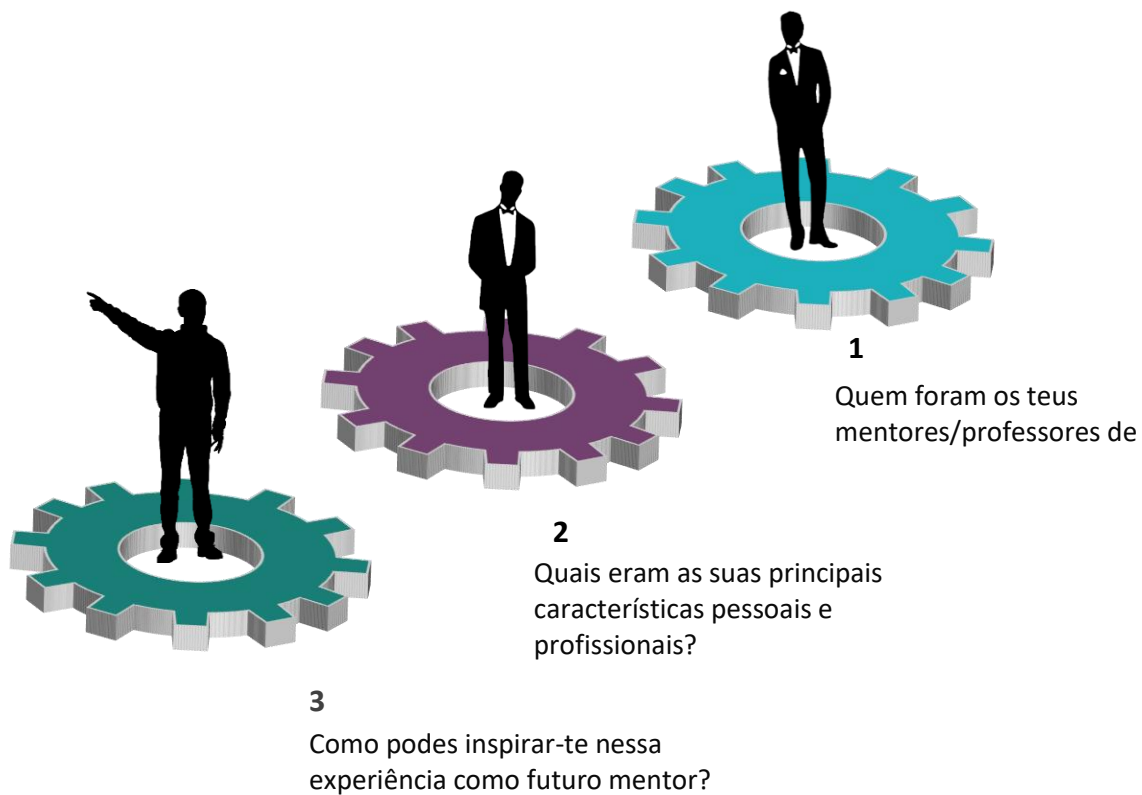 1
Quem foram os teus
mentores/professores de
2
Quais eram as suas principais
características pessoais e
profissionais?
3
Como podes inspirar-te nessa
experiência como futuro mentor?